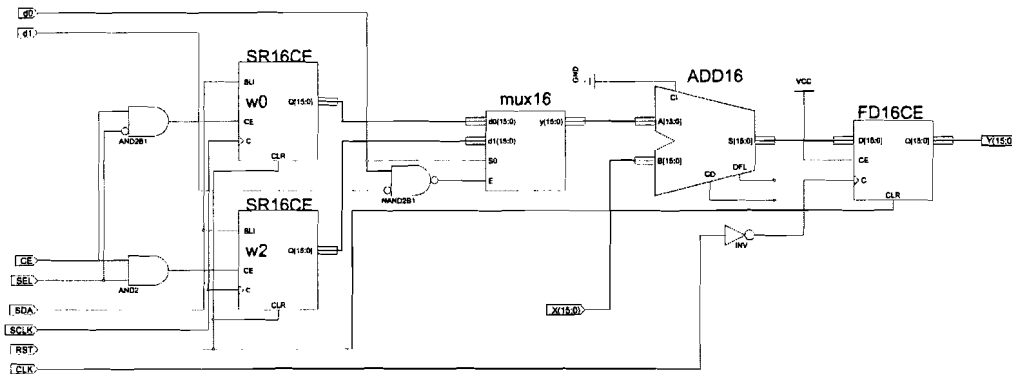 d0
d1
SR16CE
SLI
w0
Q(15:0)
CE
C
CLR
AND2B1
SR16CE
SLI
w2
Q(15:0)
CE
C
CLR
AND2
CE
SEL
SDA
SCLK
RST
CLK
mux16
d0(15:0)
y(15:0)
d1(15:0)
S0
E
NAND2B1
GND
ADD16
CI
A[15:0]
S[15:0]
B[15:0]
OFL
CO
X(15:0)
INV
VCC
FD16CE
D[15:0]
Q[15:0]
CE
C
CLR
Y(15:0